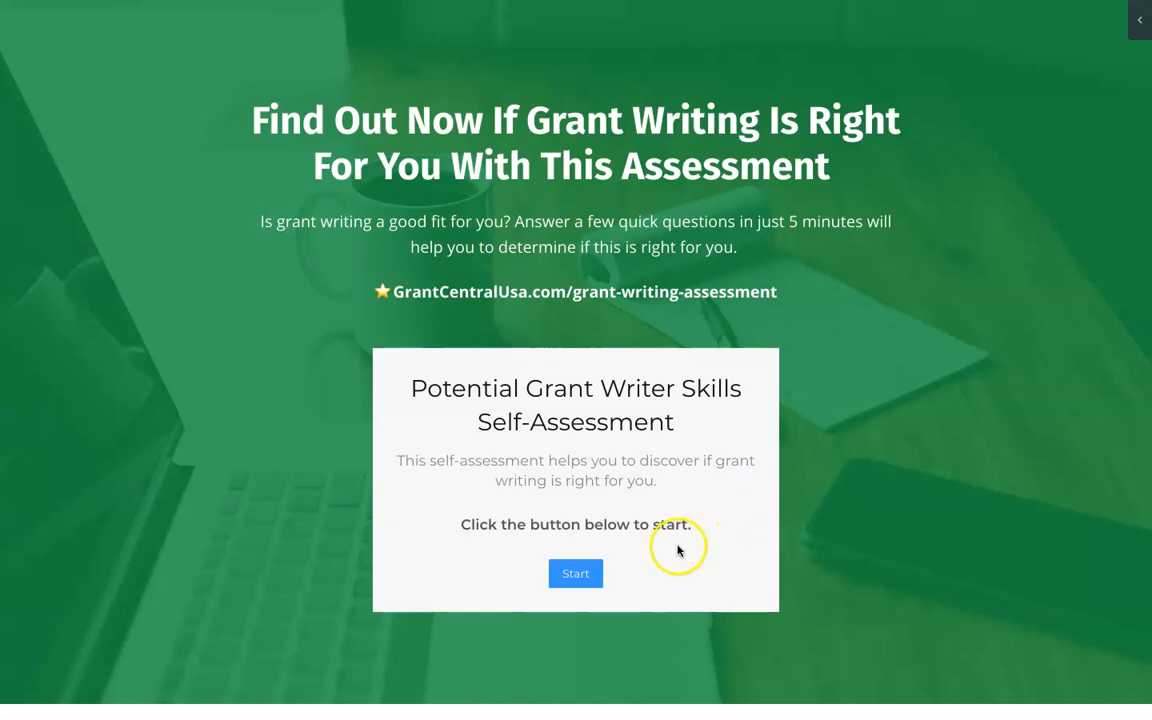 Find Out Now If Grant Writing Is Right
For You With This Assessment
Is grant writing a good fit for you? Answer a few quick questions in just 5 minutes will
help you to determine if this is right for you.
GrantCentralUsa.com/grant-writing-assessment
Potential Grant Writer Skills
Self-Assessment
This self-assessment helps you to discover if grant
writing is right for you.
Click the button below to start.
Start